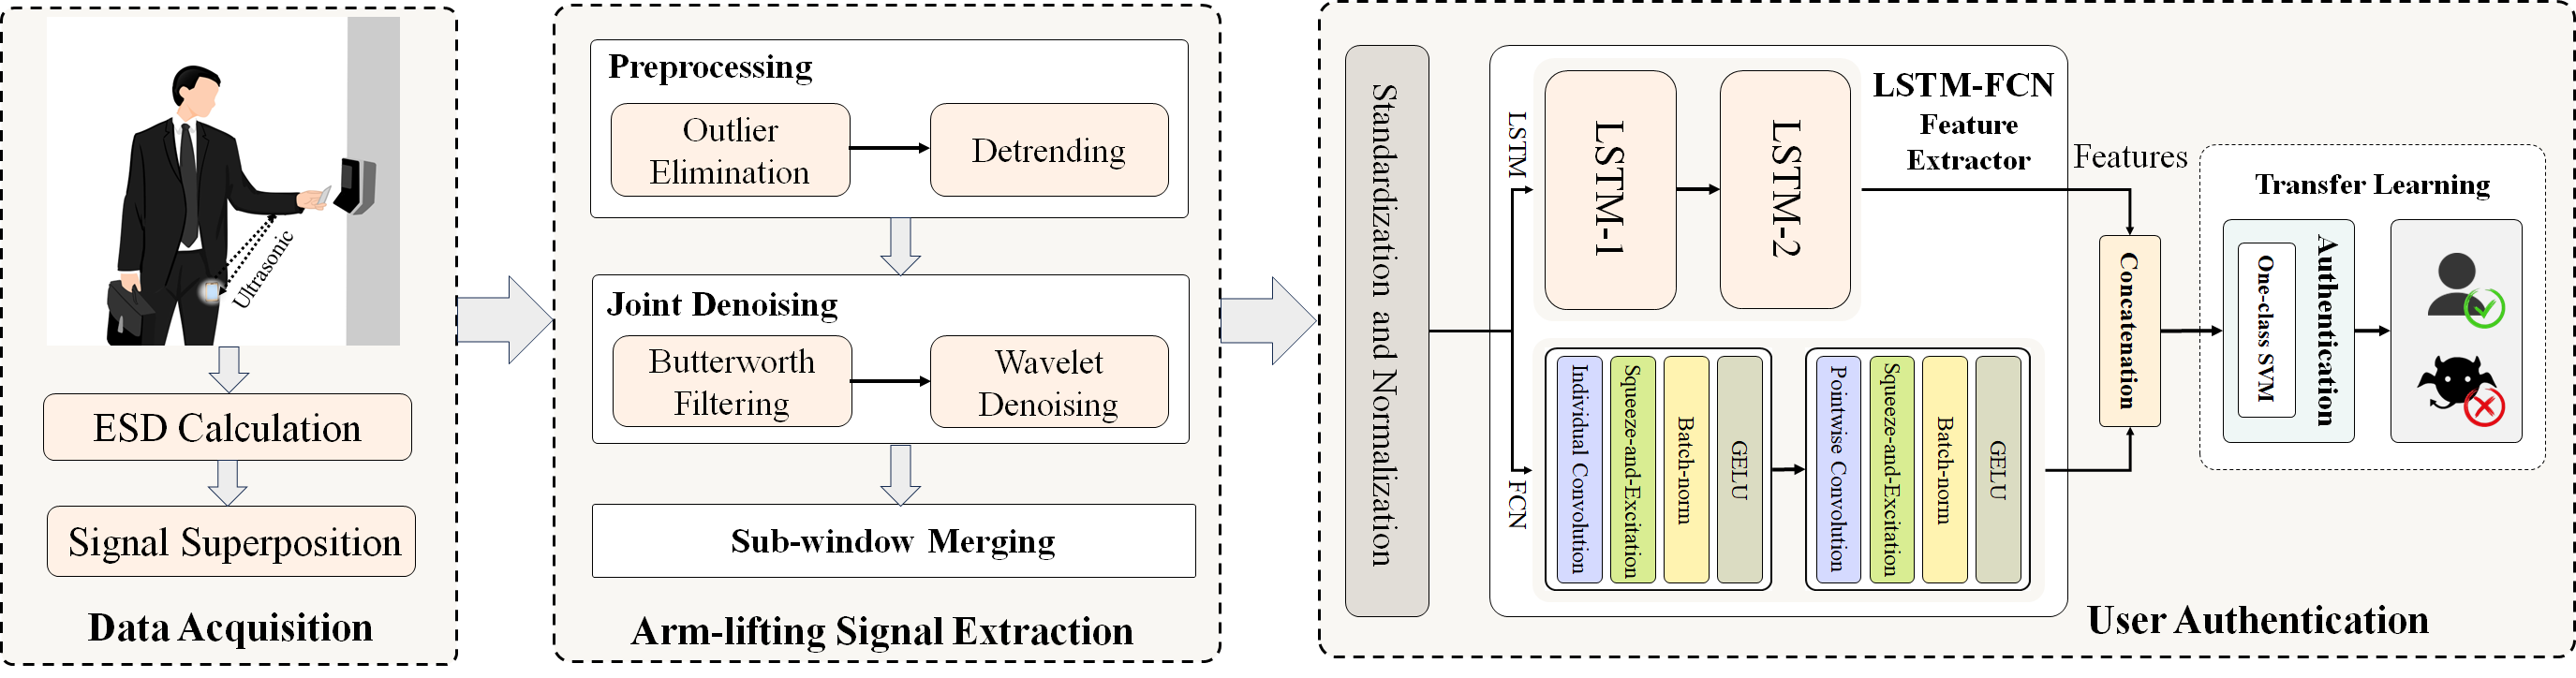 Ultrasonic
ESD Calculation
Signal Superposition
Data Acquisition
Preprocessing
Outlier
Elimination
Detrending
Joint Denoising
Butterworth
Filtering
Wavelet
Denoising
Sub-window Merging
Arm-lifting Signal Extraction
Standardization and Normalization
LSTM
LSTM-1
LSTM-2
LSTM-FCN
Feature
Extractor
FCN
Individual Convolution
Squeeze-and-Excitation
Batch-norm
GELU
Pointwise Convolution
Squeeze-and-Excitation
Batch-norm
GELU
Features
Concatenation
Transfer Learning
One-class SVM
Authentication
User Authentication